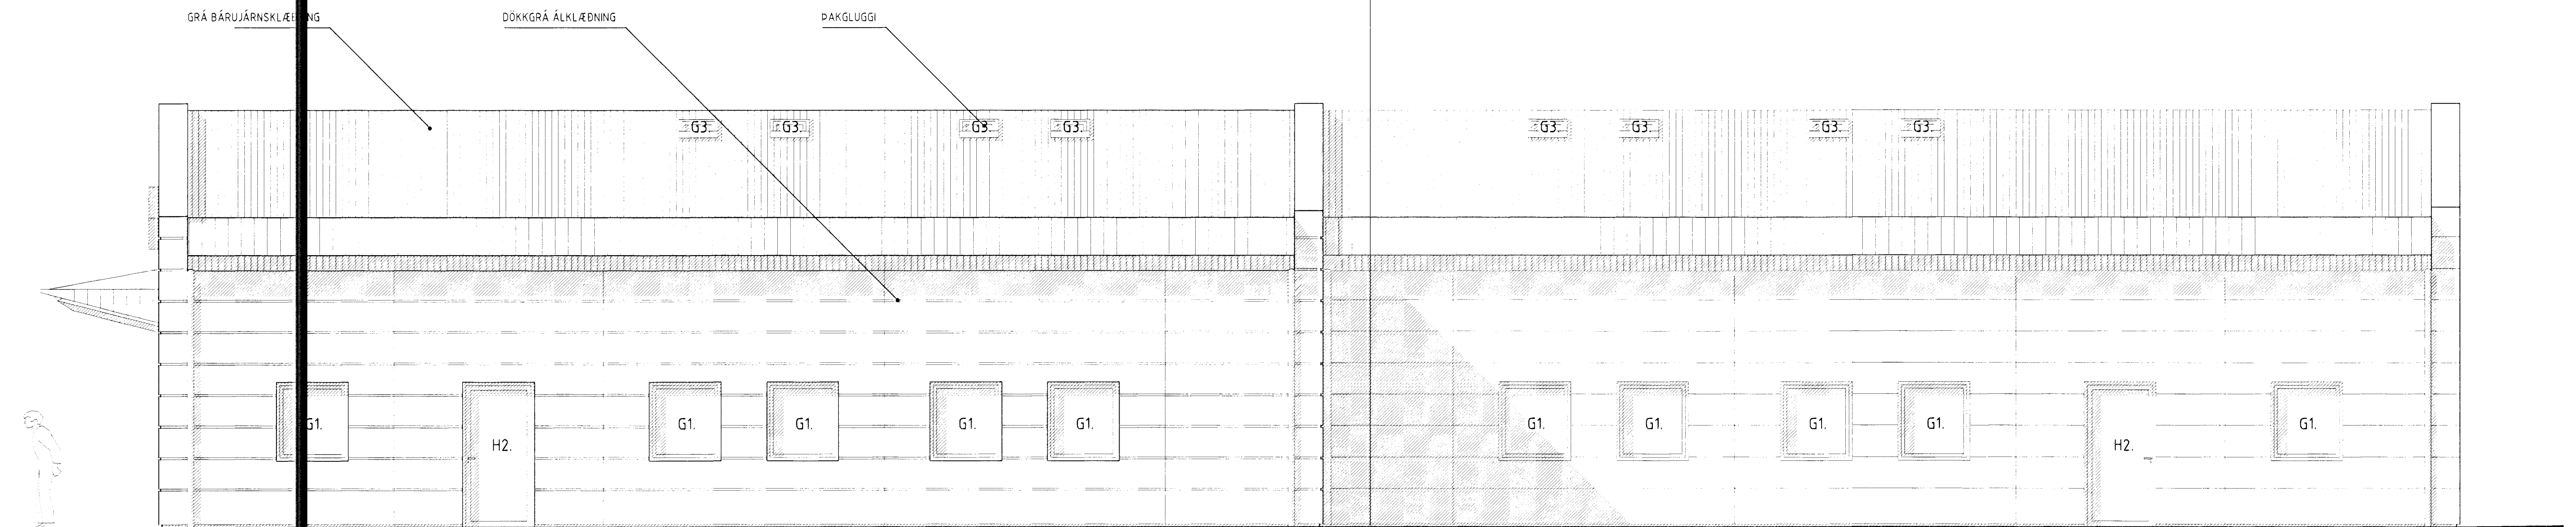 GRÁ BÁRUJÁRNSKLÆÐNING
DÖKKGRÁ ÁLKLÆÐNING
ÞAKGLUGGI
G3. G3. G3. G3. G3. G3. G3. G3.
G1. H2. G1. G1. G1. G1. G1. G1. G1. G1. H2. G1.